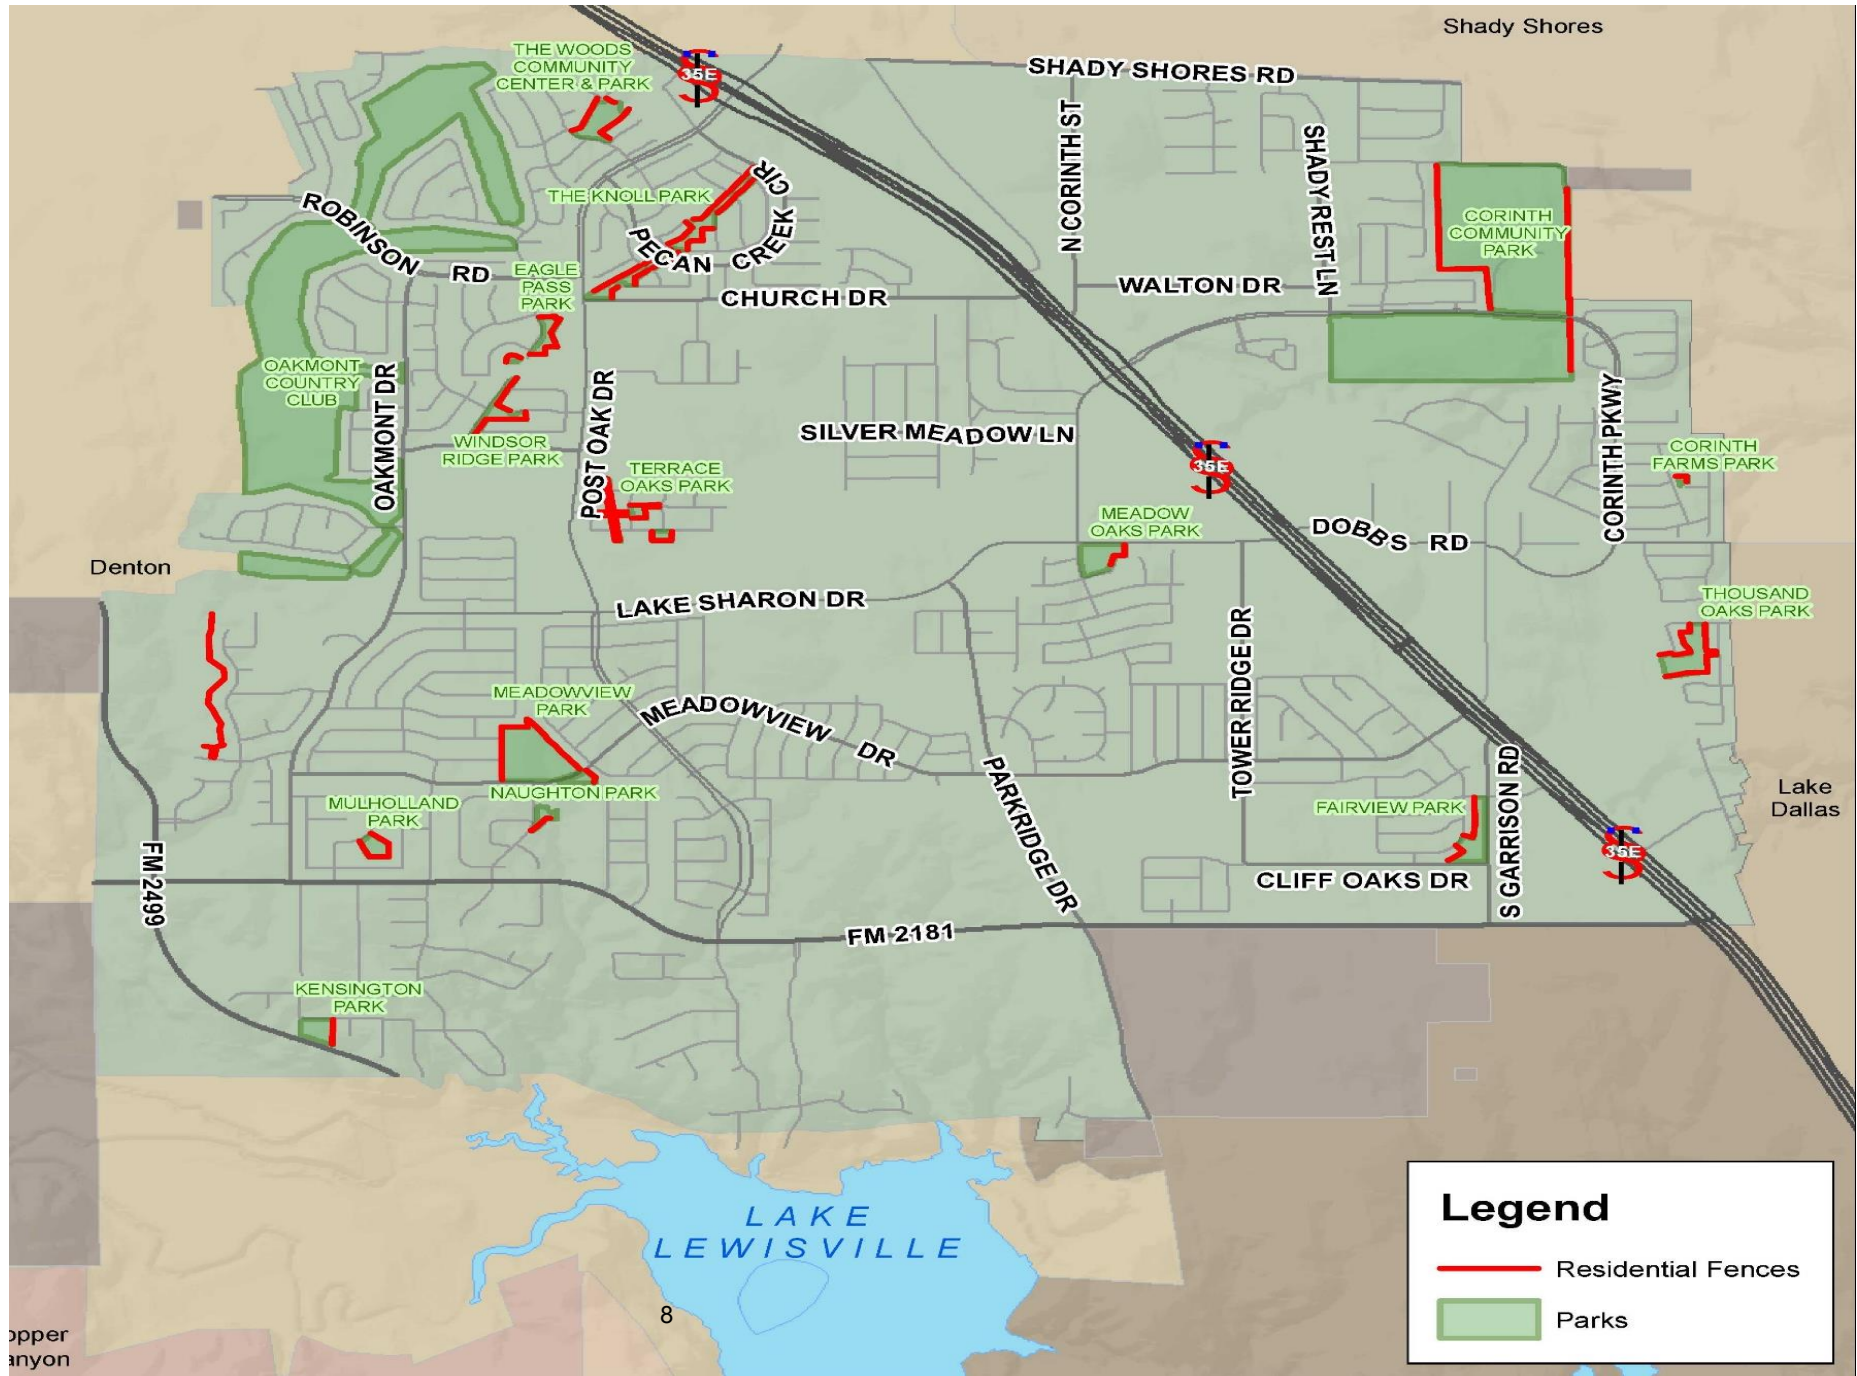 Shady Shores
THE WOODS
COMMUNITY
CENTER & PARK
35E
SHADY SHORES RD
N CORINTH ST
SHADY REST LN
THE KNOLL PARK
PECAN CREEK CIR
ROBINSON RD
CORINTH
COMMUNITY
PARK
EAGLE
PASS
PARK
CHURCH DR
WALTON DR
OAKMONT
COUNTRY
CLUB
OAKMONT DR
POST OAK DR
CORINTH PKWY
WINDSOR
RIDGE PARK
SILVER MEADOW LN
35E
CORINTH
FARMS PARK
TERRACE
OAKS PARK
MEADOW
OAKS PARK
DOBBS RD
Denton
LAKE SHARON DR
THOUSAND
OAKS PARK
TOWER RIDGE DR
MEADOWVIEW
PARK
MEADOWVIEW DR
PARKRIDGE DR
S GARRISON RD
NAUGHTON PARK
MULHOLLAND
PARK
FAIRVIEW PARK
Lake
Dallas
35E
FM 2499
CLIFF OAKS DR
FM 2181
KENSINGTON
PARK
LAKE
LEWISVILLE
8
opper
anyon
Legend
Residential Fences
Parks